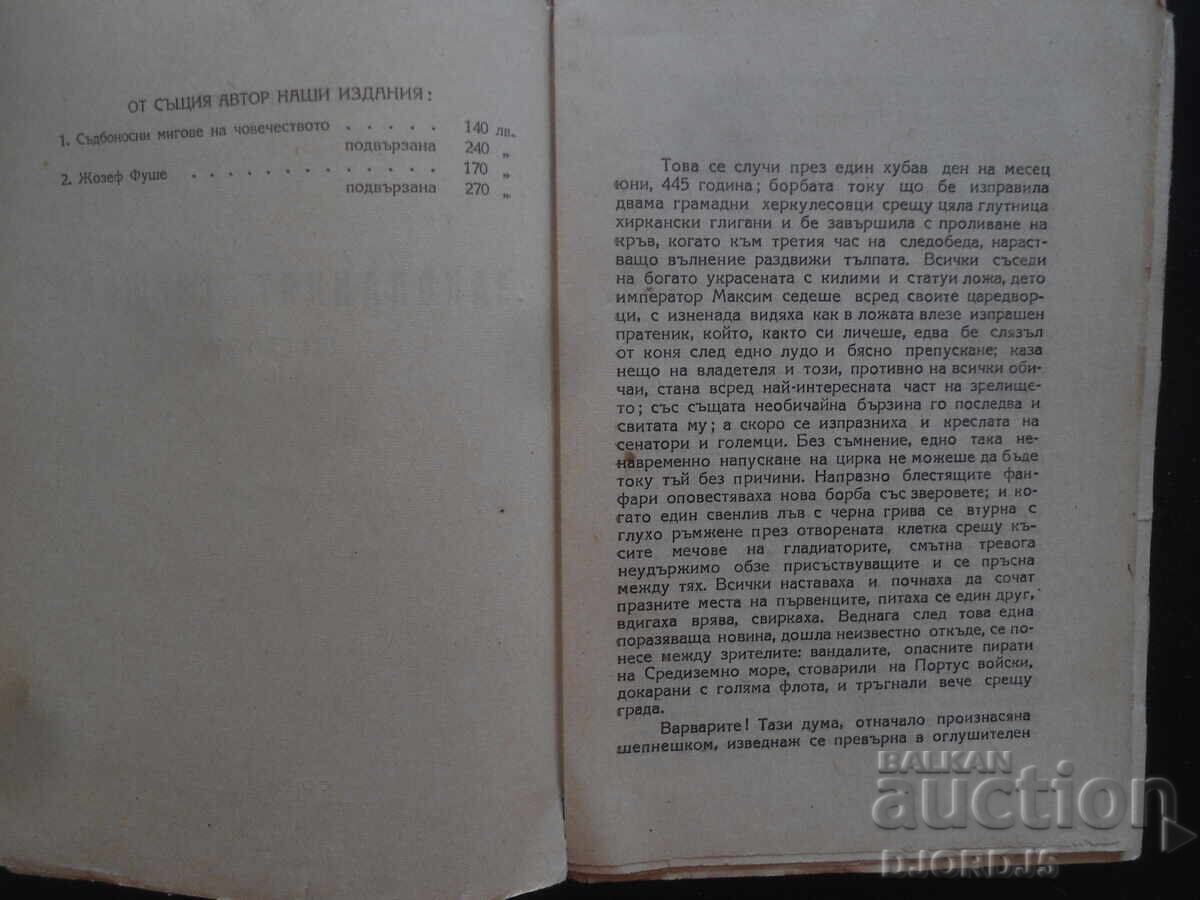 ОТ СЪЩИЯ АВТОР НАШИ ИЗДАНИЯ:
1. Съдбоносни мигове на човечеството . . . . . 140 лв.
подвързана 240 „
2. Жозеф Фуше . . . . . . . . . . . . 170 „
подвързана 270 „
Това се случи през един хубав ден на месец
юни, 445 година; борбата току що бе изправила
двама грамадни херкулесовци срещу цяла глутница
хиркански глигани и бе завършила с проливане на
кръв, когато към третия час на следобеда, нараст-
ващо вълнение раздвижи тълпата. Всички съседи
на богато украсената с килими и статуи ложа, дето
император Максим седеше всред своите царедвор-
ци, с изненада видяха как в ложата влезе изпрашен
пратеник, който, както си личеше, едва бе слязъл
от коня след едно лудо и бясно препускане; каза
нещо на владетеля и този, противно на всички оби-
чаи, стана всред най-интересната част на зрелище-
то; със същата необичайна бързина го последва и
свитата му; а скоро се изпразниха и креслата на
сенатори и големци. Без съмнение, едно така не-
навременно напускане на цирка не можеше да бъде
току тъй без причини. Напразно блестящите фан-
фари оповестяваха нова борба със зверовете; и ко-
гато един свенлив лъв с черна грива се втурна с
глухо ръмжене през отворената клетка срещу къ-
сите мечове на гладиаторите, смътна тревога
неудържимо обзе присъствуващите и се пръсна
между тях. Всички наставаха и почнаха да сочат
празните места на първенците, питаха се един друг,
вдигаха врява, свиркаха. Веднага след това една
поразяваща новина, дошла неизвестно откъде, се по-
несе между зрителите: вандалите, опасните пирати
на Средиземно море, стоварили на Портус войски,
докарани с голяма флота, и тръгнали вече срещу
града.
Варварите! Тази дума, отначало произнасяна
шепнешком, изведнаж се превърна в оглушителен
BALKAN
auction
DJORDJ5